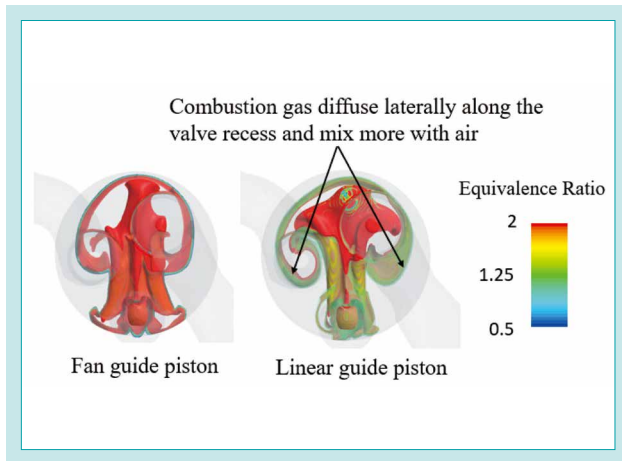 Combustion gas diffuse laterally along the
valve recess and mix more with air
Equivalence Ratio
2
1.25
0.5
Fan guide piston
Linear guide piston